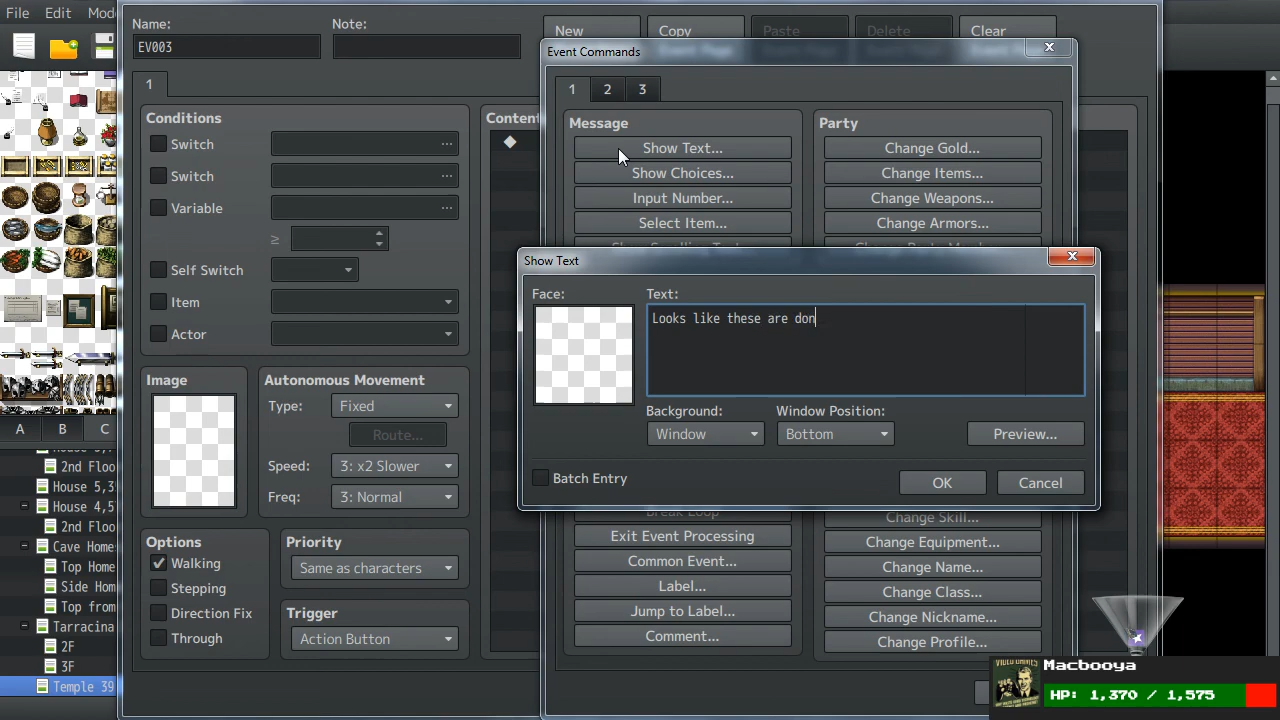 File Edit Mod
Name:
Note:
EV003
New
Copy
Paste
Delete
Clear
Event Commands
1
1 2 3
Conditions
Switch
Switch
Variable
≥
Self Switch
Item
Actor
Content
Message
Show Text...
Show Choices...
Input Number...
Select Item...
Party
Change Gold...
Change Items...
Change Weapons...
Change Armors...
Show Text
Face:
Text:
Looks like these are don
Background:
Window
Window Position:
Bottom
Preview...
Batch Entry
OK
Cancel
Image
Autonomous Movement
Type: Fixed
Route...
Speed: 3: x2 Slower
Freq: 3: Normal
Options
Walking
Stepping
Direction Fix
Through
Priority
Same as characters
Trigger
Action Button
Break Loop
Exit Event Processing
Common Event...
Label...
Jump to Label...
Comment...
Change Skill...
Change Equipment...
Change Name...
Change Class...
Change Nickname...
Change Profile...
A B C
2nd Floo
House 5,3
House 4,5
2nd Floo
Cave Home
Top Home
Side Hom
Top from
Tarracina
2F
3F
Temple 39
Macbooya
HP: 1,370 / 1,575